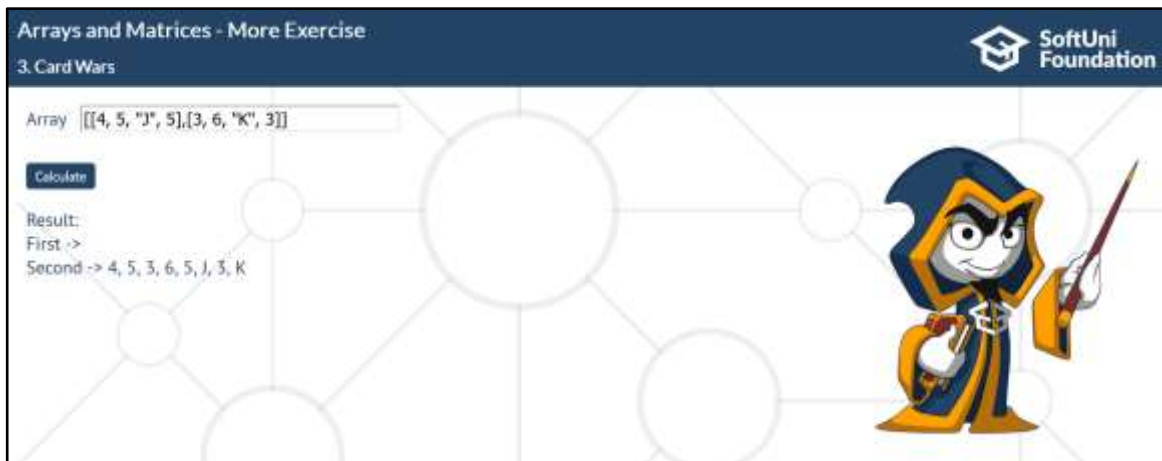 Arrays and Matrices - More Exercise
3. Card Wars
SoftUni
Foundation
Array [[4, 5, "J", 5],[3, 6, "K", 3]]
Calculate
Result:
First ->
Second -> 4, 5, 3, 6, 5, J, 3, K